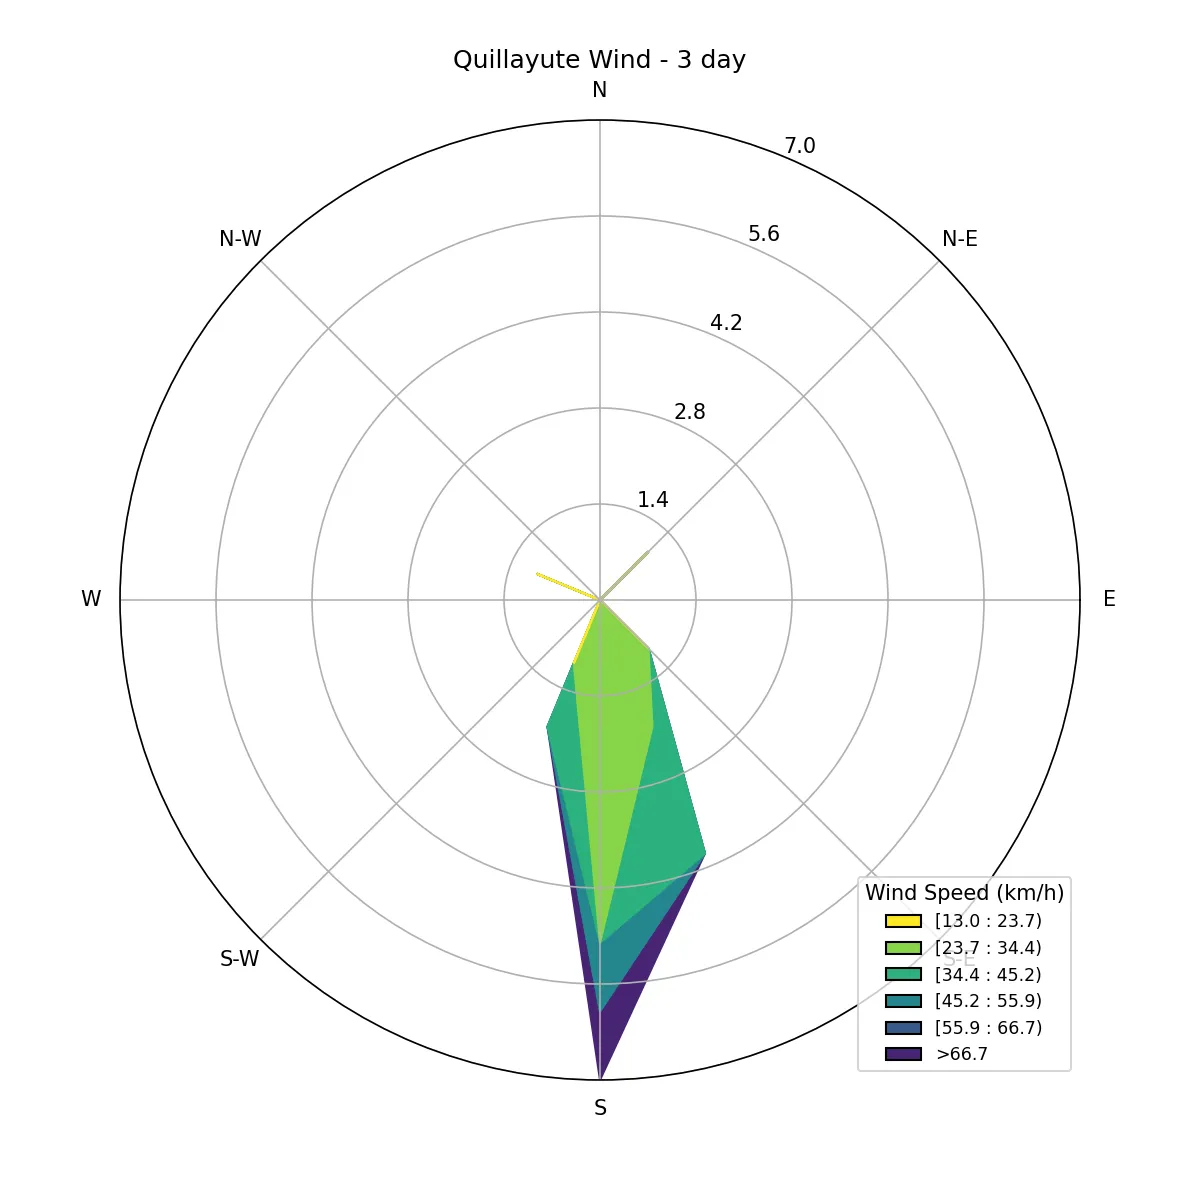 Quillayute Wind - 3 day
N
7.0
5.6
N-W
N-E
4.2
2.8
1.4
W
E
Wind Speed (km/h)
[13.0 : 23.7)
[23.7 : 34.4)
S-W
S-E
[34.4 : 45.2)
[45.2 : 55.9)
[55.9 : 66.7)
>66.7
S